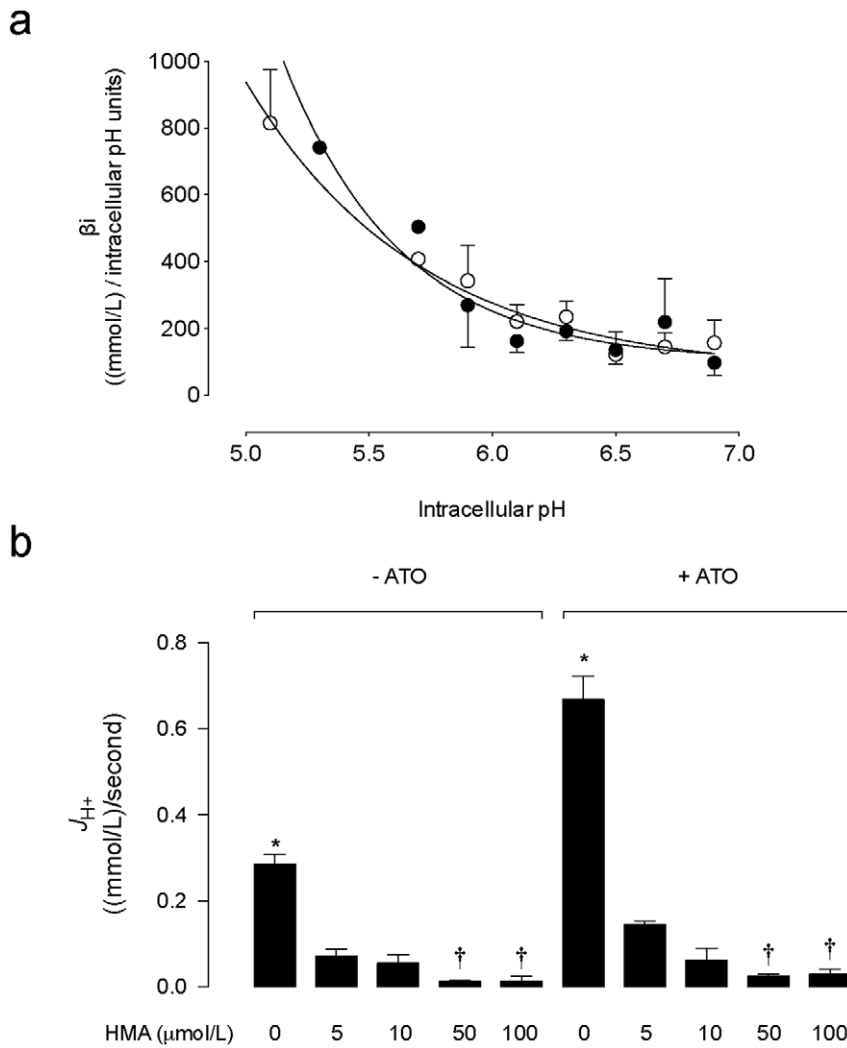 a
βi
((mmol/L) / intracellular pH units)
1000
800
600
400
200
0
5.0 5.5 6.0 6.5 7.0
Intracellular pH
b
- ATO + ATO
J_H+
((mmol/L)/second)
0.8
0.6
0.4
0.2
0.0
* *
† † † †
HMA (μmol/L) 0 5 10 50 100 0 5 10 50 100